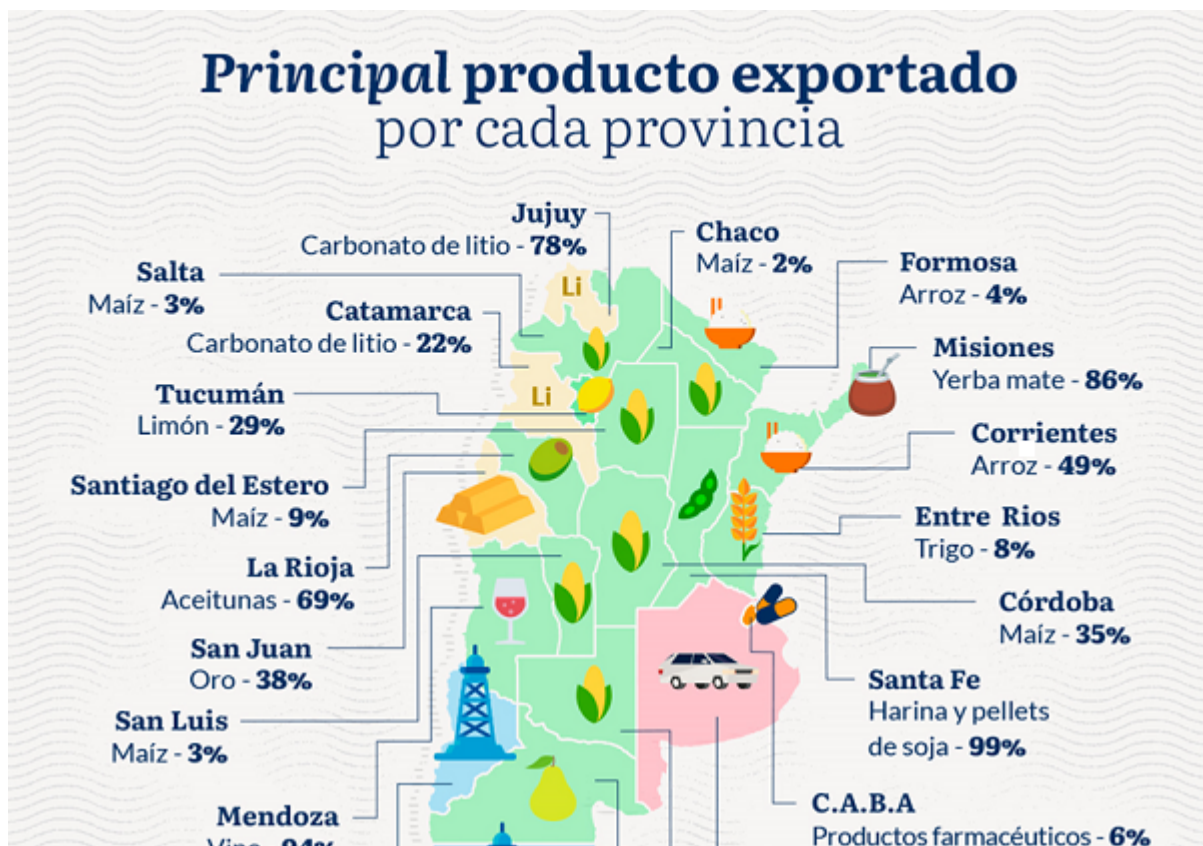 Principal producto exportado
por cada provincia
Jujuy
Carbonato de litio - 78%
Chaco
Maíz - 2%
Formosa
Arroz - 4%
Salta
Maíz - 3%
Li
Catamarca
Carbonato de litio - 22%
Misiones
Yerba mate - 86%
Tucumán
Limón - 29%
Li
Corrientes
Arroz - 49%
Santiago del Estero
Maíz - 9%
Entre Rios
Trigo - 8%
La Rioja
Aceitunas - 69%
Córdoba
Maíz - 35%
San Juan
Oro - 38%
Santa Fe
Harina y pellets
de soja - 99%
San Luis
Maíz - 3%
C.A.B.A
Productos farmacéuticos - 6%
Mendoza
Vino - 94%